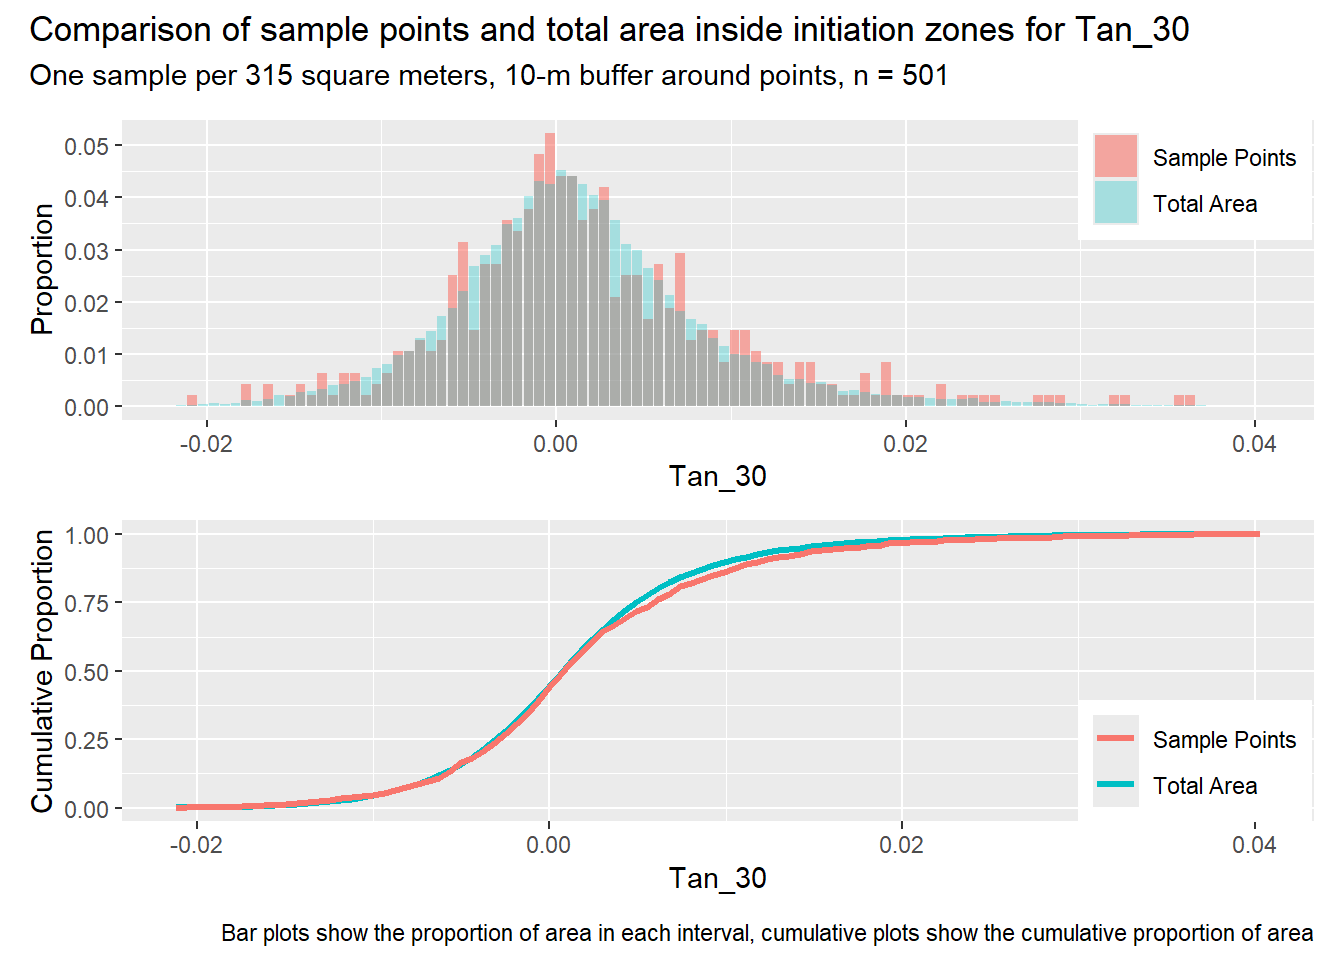 Comparison of sample points and total area inside initiation zones for Tan_30
One sample per 315 square meters, 10-m buffer around points, n = 501
Proportion
0.05
0.04
0.03
0.02
0.01
0.00
Sample Points
Total Area
-0.02
0.00
0.02
0.04
Tan_30
Cumulative Proportion
1.00
0.75
0.50
0.25
0.00
Sample Points
Total Area
-0.02
0.00
0.02
0.04
Tan_30
Bar plots show the proportion of area in each interval, cumulative plots show the cumulative proportion of area